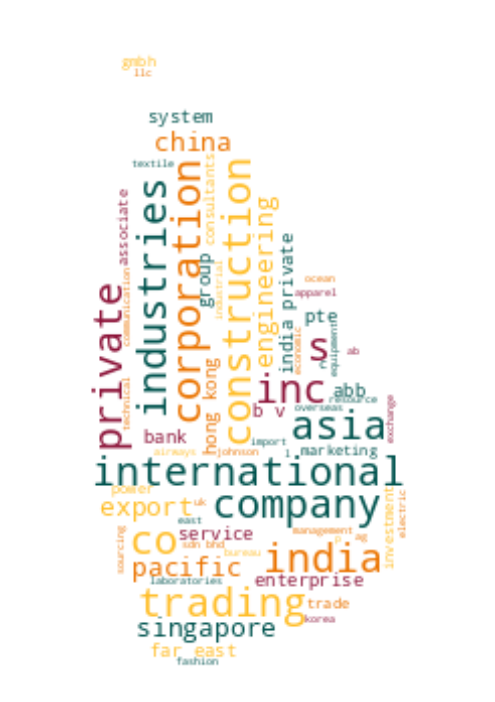 gmbh
llc
system
china
textile
consultants
corporation
construction
industries
associate
engineering
group
industrial
india private
communication
private
ocean
apparel
pte
s
equipment
economic
ab
hong kong
inc
abb
resource
technical
b v
overseas
exchange
asia
bank
import
marketing
airways
johnson
l
international
power
export
uk
company
investment
electric
east
co
service
management
p
ag
sourcing
sdn bhd
bureau
india
pacific
laboratories
enterprise
trading
trade
singapore
korea
far east
fashion